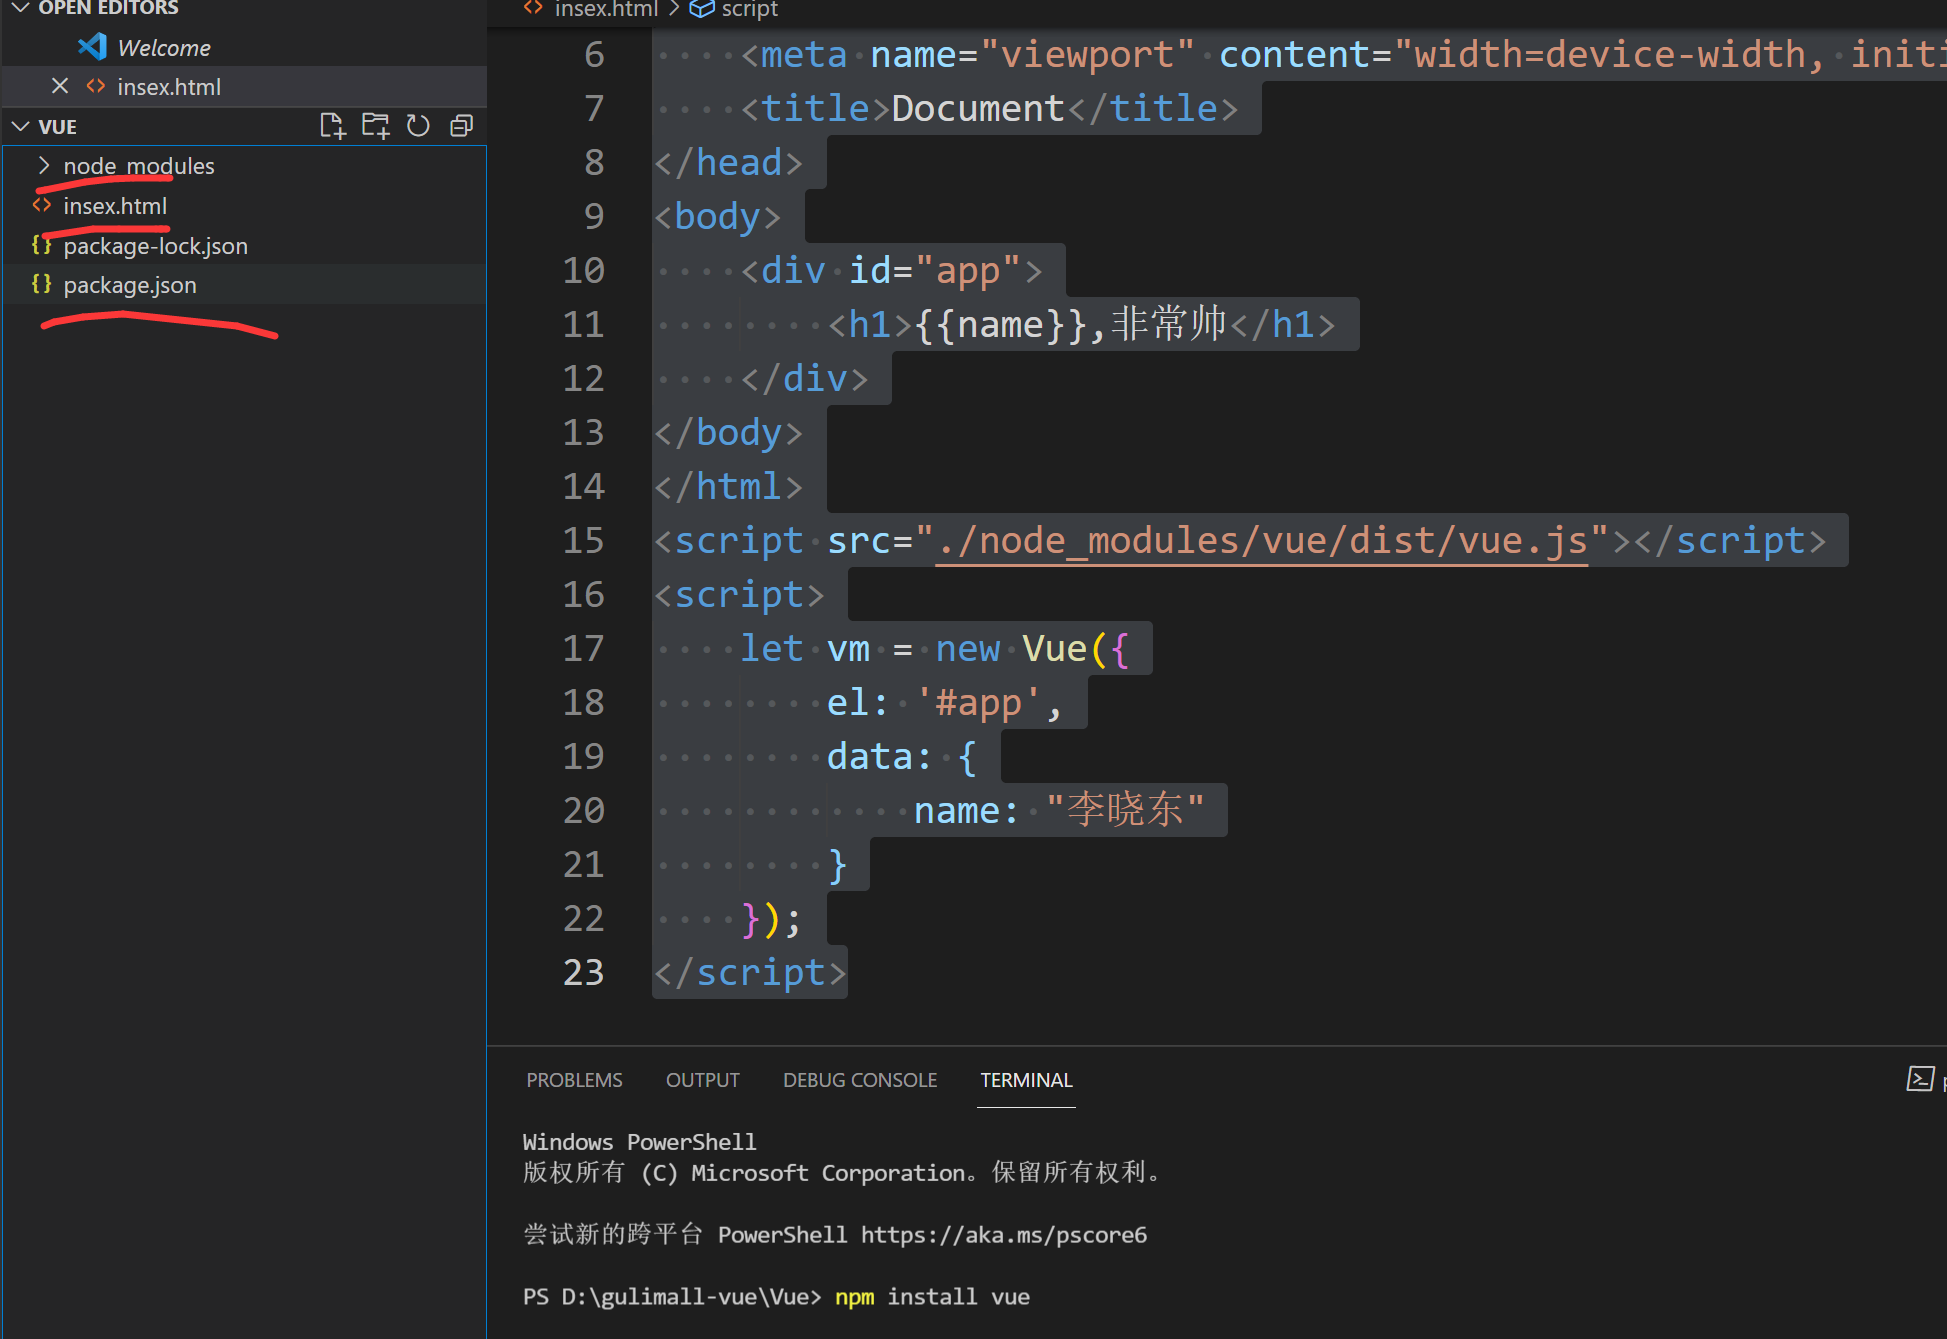 OPEN EDITORS
Welcome
insex.html
VUE
node_modules
insex.html
package-lock.json
package.json
insex.html > script
6 <meta name="viewport" content="width=device-width, initi
7 <title>Document</title>
8 </head>
9 <body>
10 <div id="app">
11 <h1>{{name}},非常帅</h1>
12 </div>
13 </body>
14 </html>
15 <script src="./node_modules/vue/dist/vue.js"></script>
16 <script>
17 let vm = new Vue({
18 el: '#app',
19 data: {
20 name: "李晓东"
21 }
22 });
23 </script>
PROBLEMS OUTPUT DEBUG CONSOLE TERMINAL
Windows PowerShell
版权所有 (C) Microsoft Corporation。保留所有权利。
尝试新的跨平台 PowerShell https://aka.ms/pscore6
PS D:\gulimall-vue\Vue> npm install vue